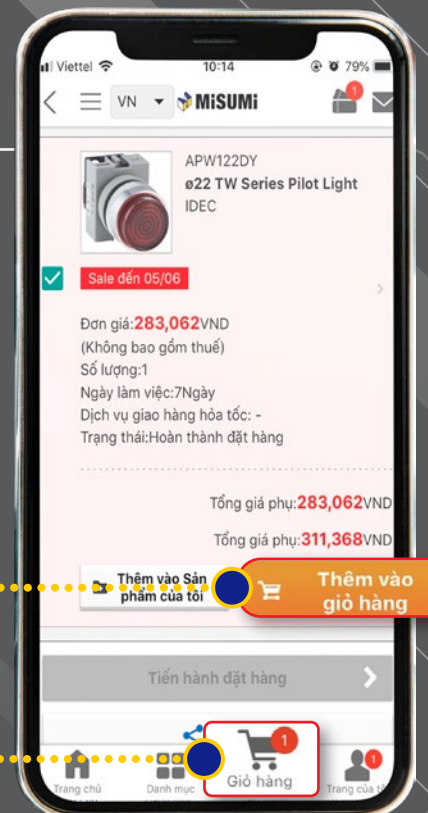 Viettel 10:14 79%
VN MiSUMi 1
APW122DY
ø22 TW Series Pilot Light
IDEC
Sale đến 05/06
Đơn giá:283,062VND
(Không bao gồm thuế)
Số lượng:1
Ngày làm việc:7Ngày
Dịch vụ giao hàng hỏa tốc: -
Trạng thái:Hoàn thành đặt hàng
Tổng giá phụ:283,062VND
Tổng giá phụ:311,368VND
Thêm vào Sản
phẩm của tôi
Thêm vào
giỏ hàng
Tiến hành đặt hàng
1
Trang chủ Danh mục Giỏ hàng Trang của